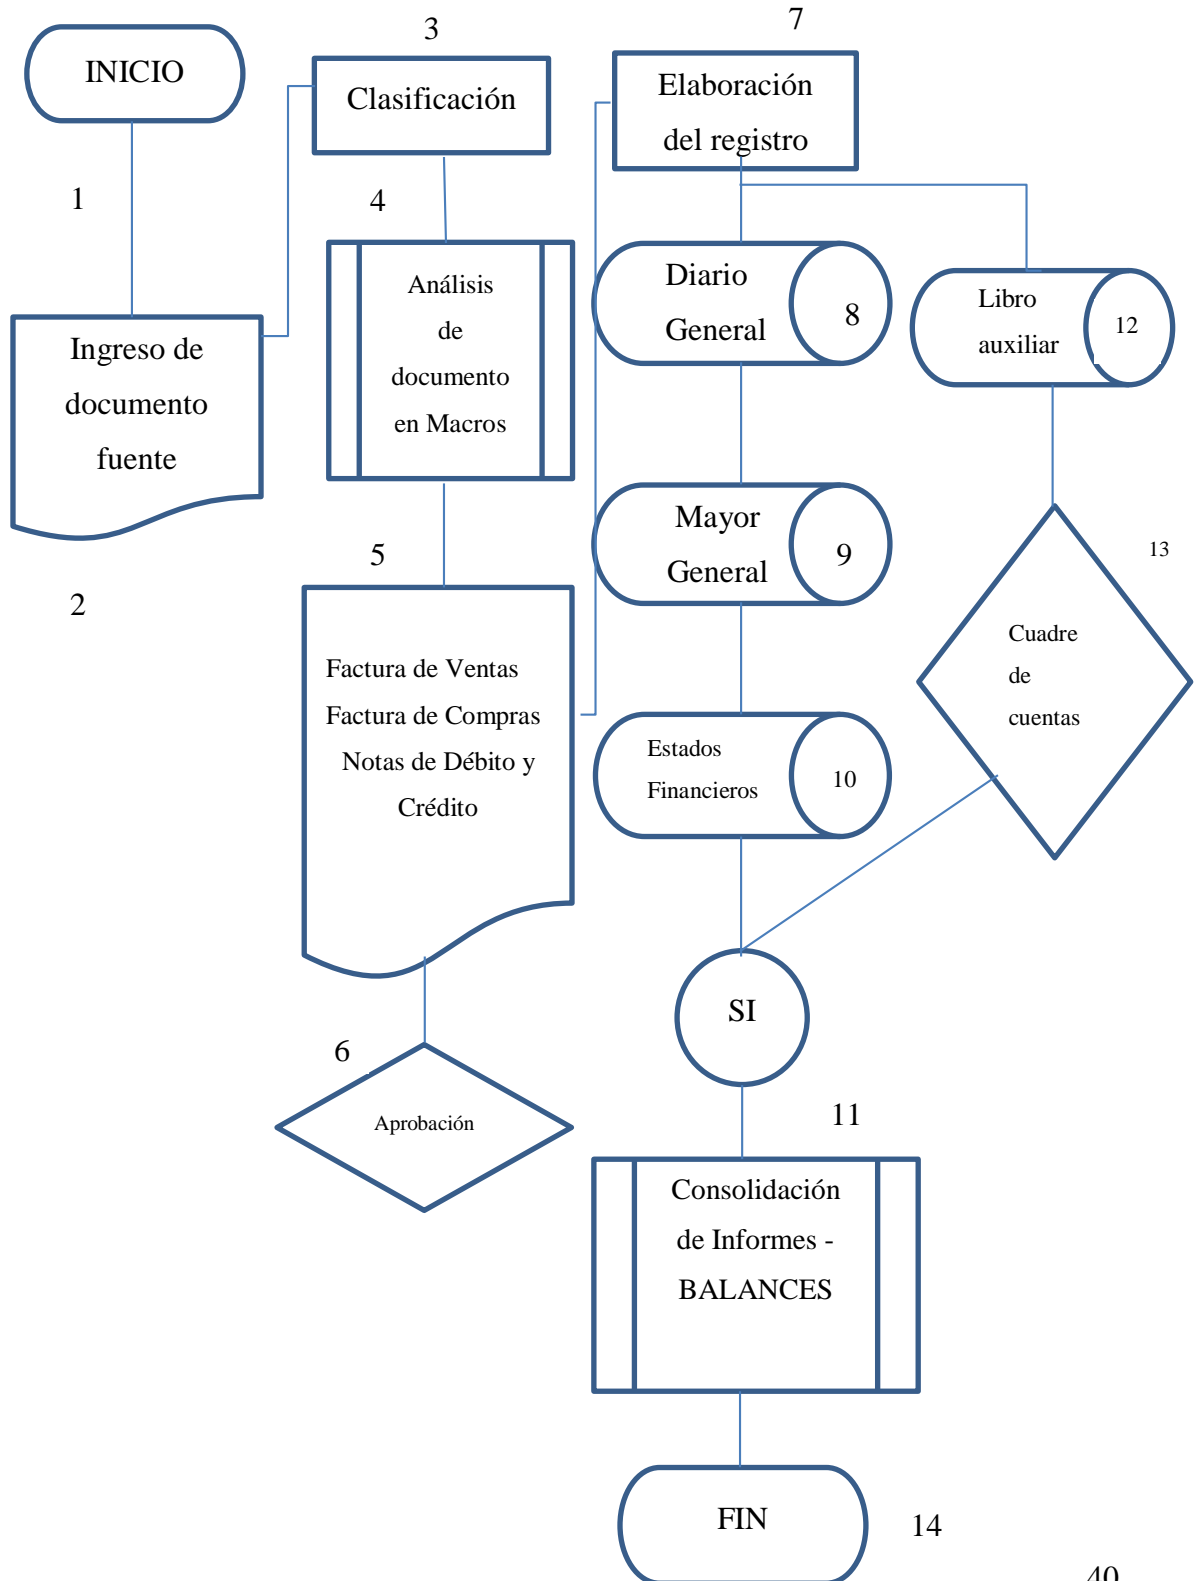 INICIO
1
Ingreso de
documento
fuente
2
3
Clasificación
4
Análisis
de
documento
en Macros
5
Factura de Ventas
Factura de Compras
Notas de Débito y
Crédito
6
Aprobación
7
Elaboración
del registro
Diario
General
8
Mayor
General
9
Estados
Financieros
10
Libro
auxiliar
12
13
Cuadre
de
cuentas
SI
11
Consolidación
de Informes -
BALANCES
FIN
14
40